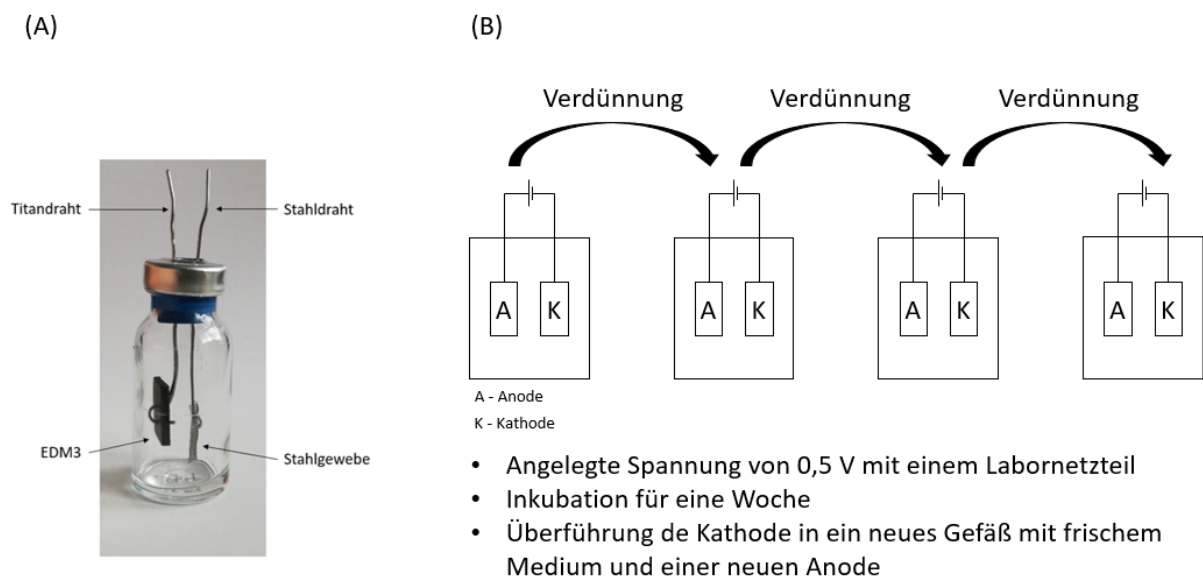 (A)
Titandraht
Stahldraht
EDM3
Stahlgewebe
(B)
Verdünnung
Verdünnung
Verdünnung
A
K
A
K
A
K
A
K
A - Anode
K - Kathode
• Angelegte Spannung von 0,5 V mit einem Labornetzteil
• Inkubation für eine Woche
• Überführung de Kathode in ein neues Gefäß mit frischem
Medium und einer neuen Anode